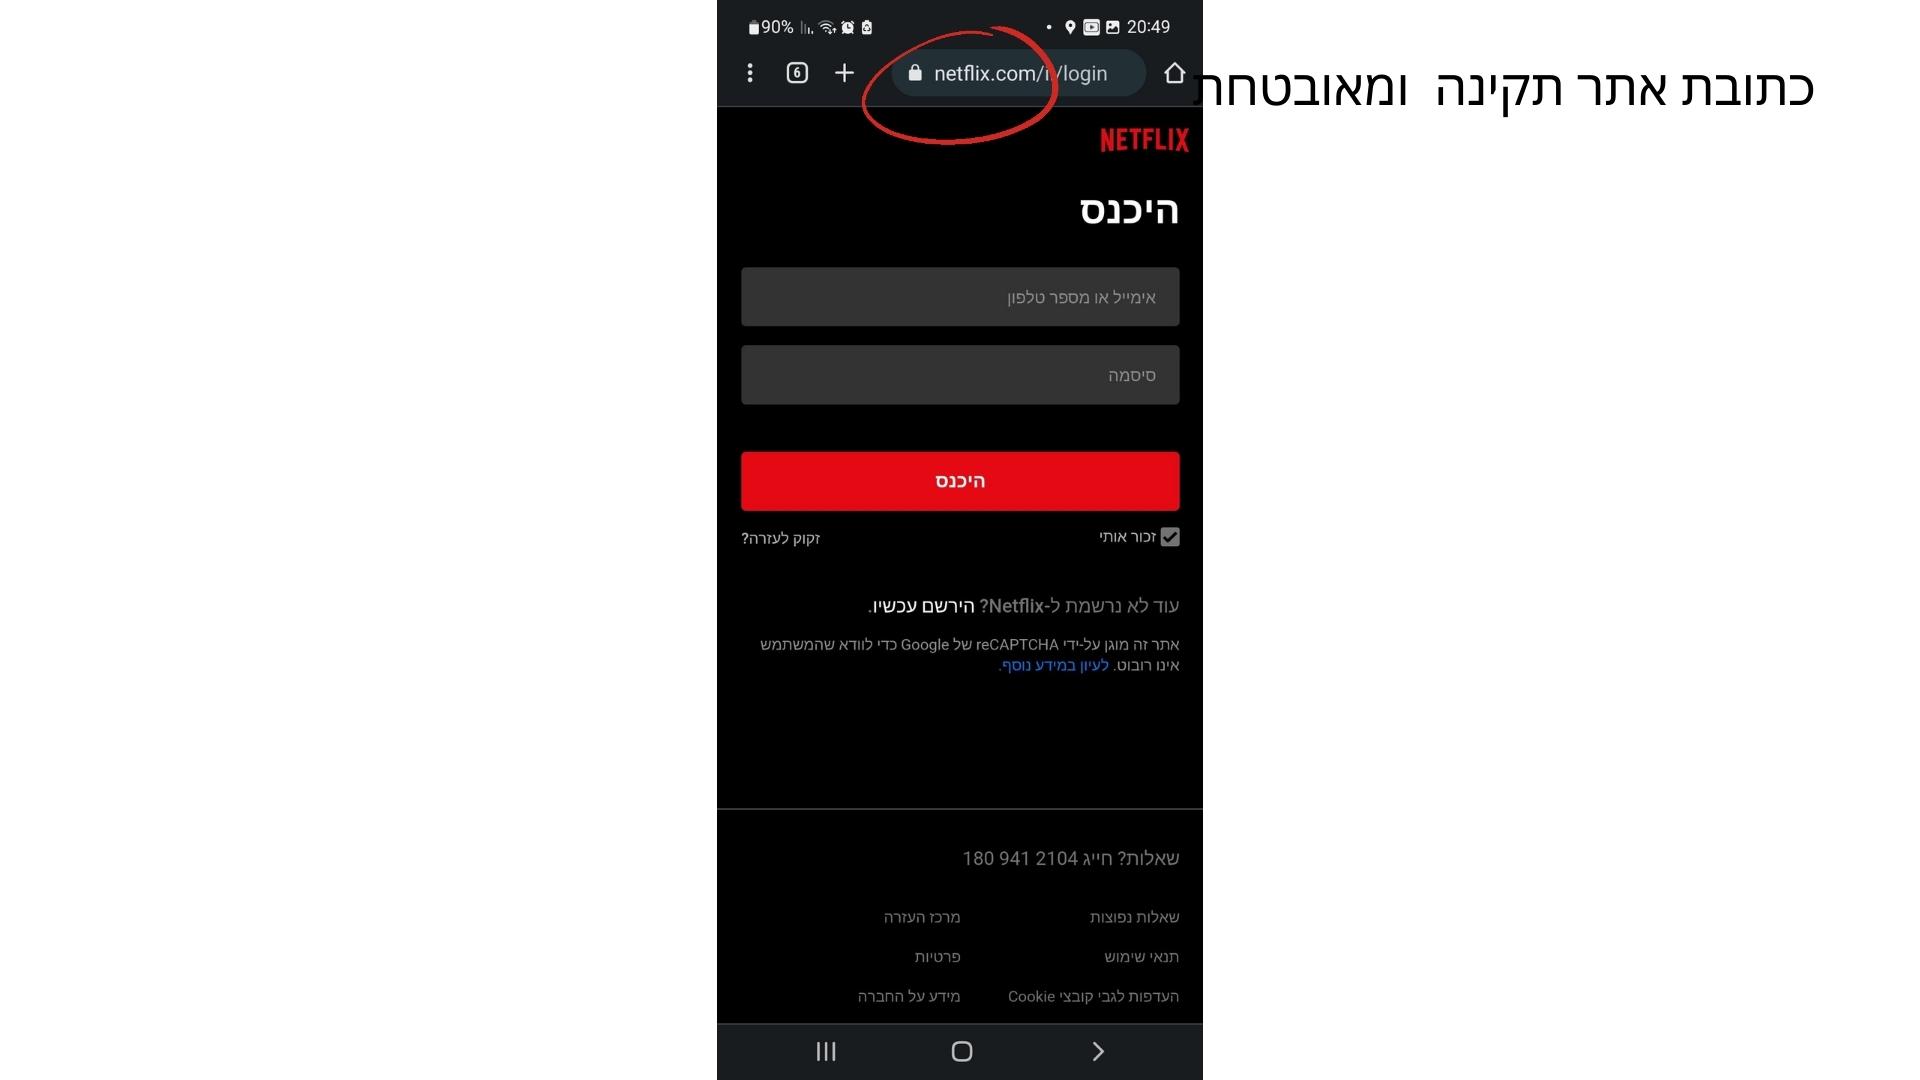 90%
20:49
6
netflix.com/i/login
כתובת אתר תקינה  ומאובטחת
NETFLIX
היכנס
אימייל או מספר טלפון
סיסמה
היכנס
זכור אותי
זקוק לעזרה?
עוד לא נרשמת ל-Netflix? הירשם עכשיו.
אתר זה מוגן על-ידי reCAPTCHA של Google כדי לוודא שהמשתמש
אינו רובוט. לעיון במידע נוסף.
שאלות? חייג 180 941 2104
שאלות נפוצות
מרכז העזרה
תנאי שימוש
פרטיות
העדפות לגבי קובצי Cookie
מידע על החברה